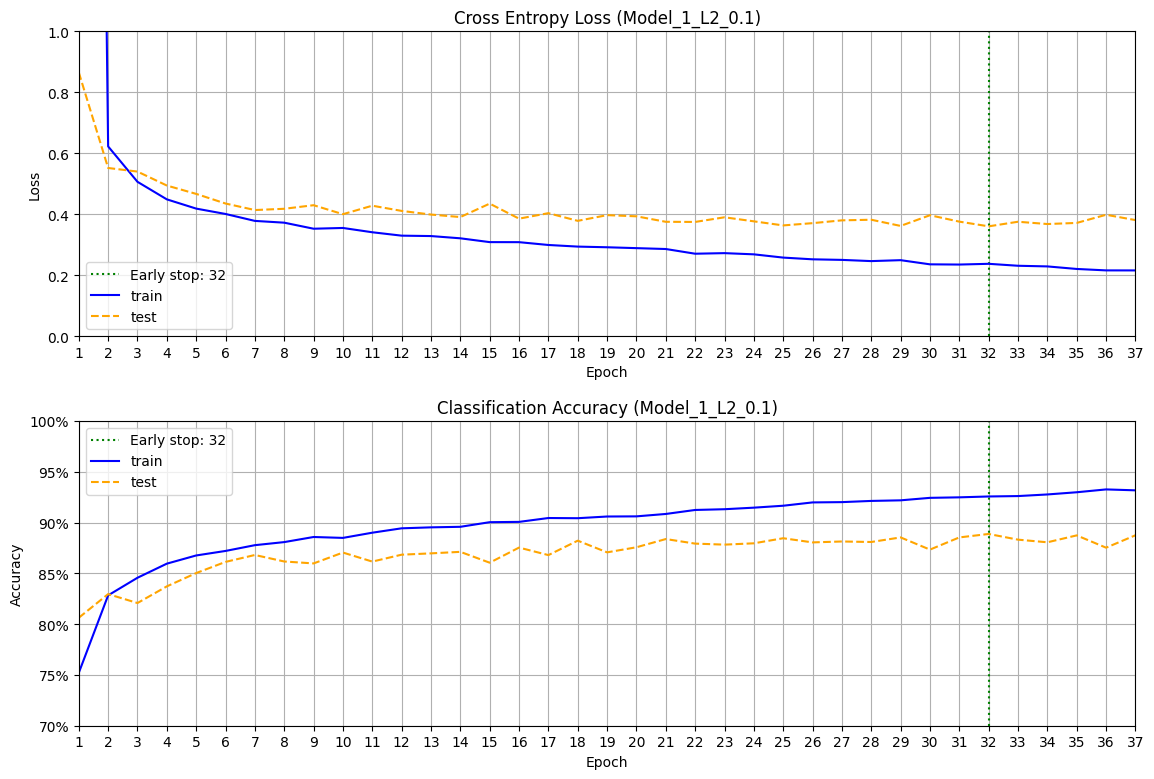 Cross Entropy Loss (Model_1_L2_0.1)
1.0
0.8
0.6
0.4
0.2
0.0
Loss
Early stop: 32
train
test
1 2 3 4 5 6 7 8 9 10 11 12 13 14 15 16 17 18 19 20 21 22 23 24 25 26 27 28 29 30 31 32 33 34 35 36 37
Epoch
Classification Accuracy (Model_1_L2_0.1)
100%
95%
90%
85%
80%
75%
70%
Accuracy
Early stop: 32
train
test
1 2 3 4 5 6 7 8 9 10 11 12 13 14 15 16 17 18 19 20 21 22 23 24 25 26 27 28 29 30 31 32 33 34 35 36 37
Epoch